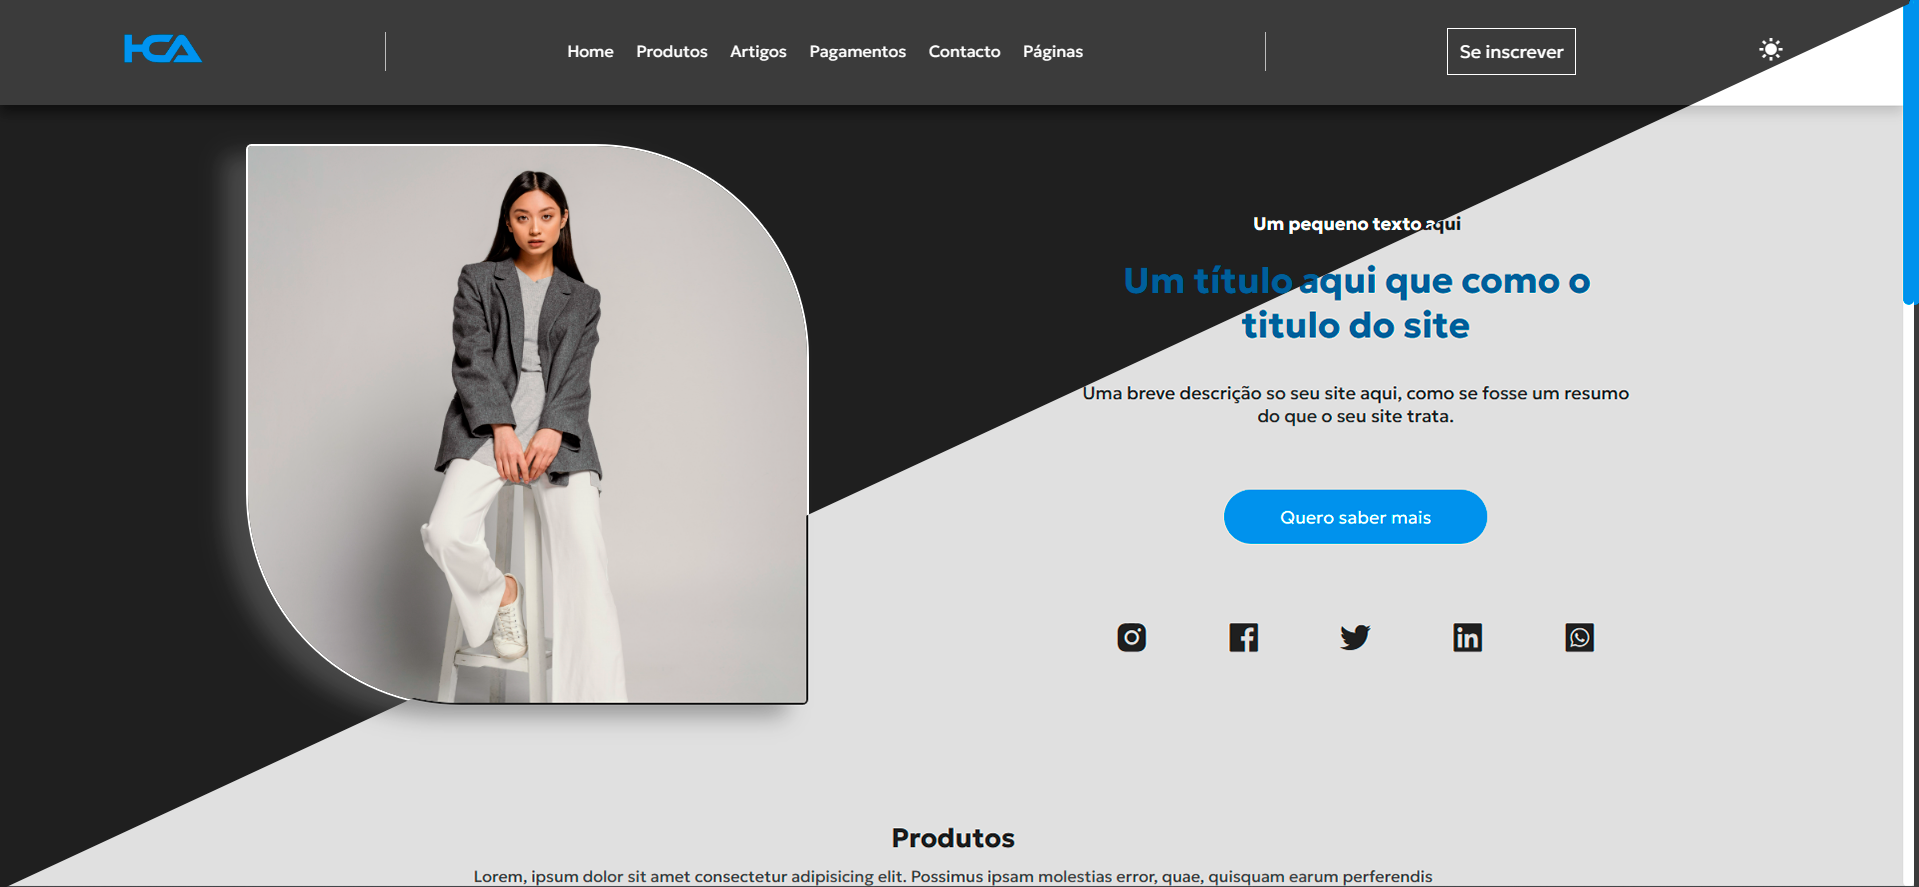 HCA
Home Produtos Artigos Pagamentos Contacto Páginas
Se inscrever
Um pequeno texto aqui
Um título aqui que como o
titulo do site
Uma breve descrição so seu site aqui, como se fosse um resumo
do que o seu site trata.
Quero saber mais
Produtos
Lorem, ipsum dolor sit amet consectetur adipisicing elit. Possimus ipsam molestias error, quae, quisquam earum perferendis